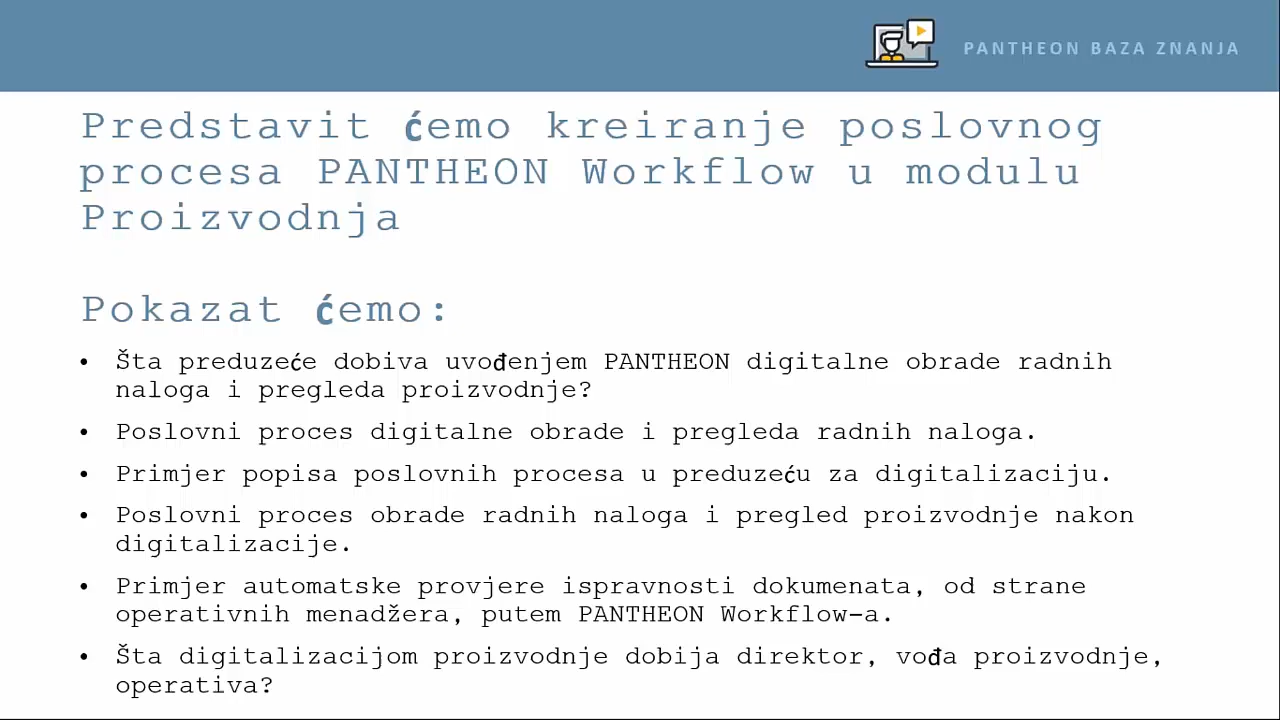 PANTHEON BAZA ZNANJA
Predstavit ćemo kreiranje poslovnog
procesa PANTHEON Workflow u modulu
Proizvodnja
Pokazat ćemo:
• Šta preduzeće dobiva uvođenjem PANTHEON digitalne obrade radnih
naloga i pregleda proizvodnje?
• Poslovni proces digitalne obrade i pregleda radnih naloga.
• Primjer popisa poslovnih procesa u preduzeću za digitalizaciju.
• Poslovni proces obrade radnih naloga i pregled proizvodnje nakon
digitalizacije.
• Primjer automatske provjere ispravnosti dokumenata, od strane
operativnih menadžera, putem PANTHEON Workflow-a.
• Šta digitalizacijom proizvodnje dobija direktor, vođa proizvodnje,
operativa?